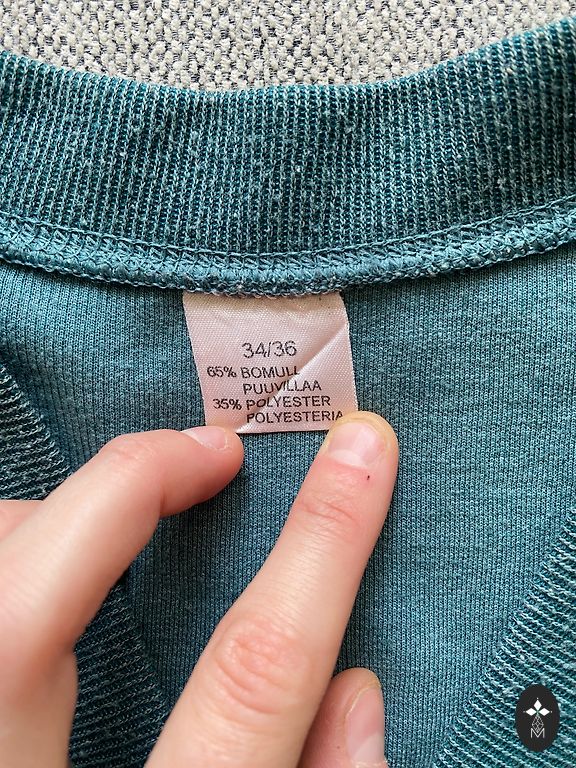 34/36
65% BOMULL
PUUVILLAA
35% POLYESTER
POLYESTERIA
M